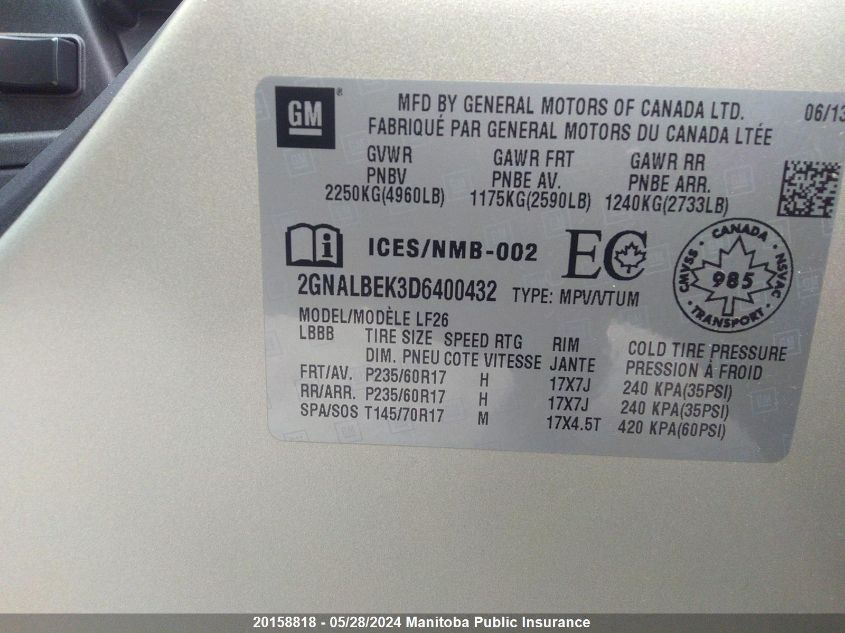 GM
MFD BY GENERAL MOTORS OF CANADA LTD. 06/13
FABRIQUÉ PAR GENERAL MOTORS DU CANADA LTÉE
GVWR GAWR FRT GAWR RR
PNBV PNBE AV. PNBE ARR.
2250KG(4960LB) 1175KG(2590LB) 1240KG(2733LB)
ICES/NMB-002 EC
CANADA
CMVSS 985 NSVAC
TRANSPORT
2GNALBEK3D6400432 TYPE: MPV/VTUM
MODEL/MODÈLE LF26
LBBB TIRE SIZE SPEED RTG RIM COLD TIRE PRESSURE
DIM. PNEU COTE VITESSE JANTE PRESSION À FROID
FRT/AV. P235/60R17 H 17X7J 240 KPA(35PSI)
RR/ARR. P235/60R17 H 17X7J 240 KPA(35PSI)
SPA/SOS T145/70R17 M 17X4.5T 420 KPA(60PSI)
20158818 - 05/28/2024 Manitoba Public Insurance